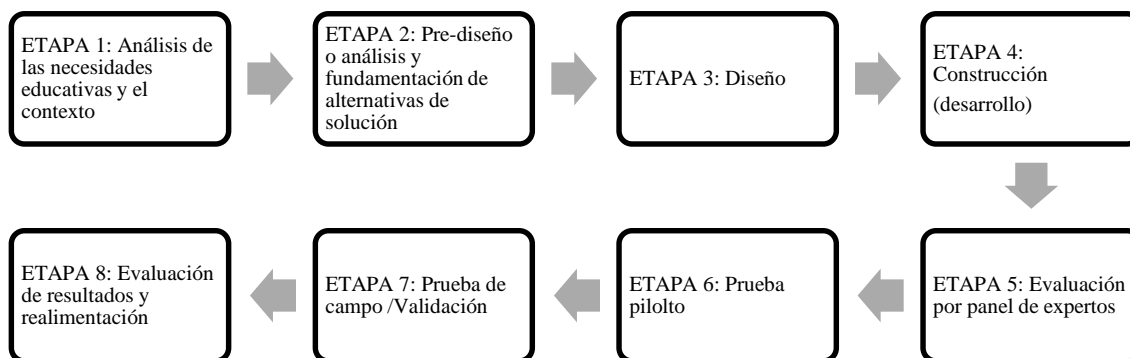 ETAPA 1: Análisis de
las necesidades
educativas y el
contexto
ETAPA 2: Pre-diseño
o análisis y
fundamentación de
alternativas de
solución
ETAPA 3: Diseño
ETAPA 4:
Construcción
(desarrollo)
ETAPA 5: Evaluación
por panel de expertos
ETAPA 6: Prueba
pilolto
ETAPA 7: Prueba de
campo /Validación
ETAPA 8: Evaluación
de resultados y
realimentación